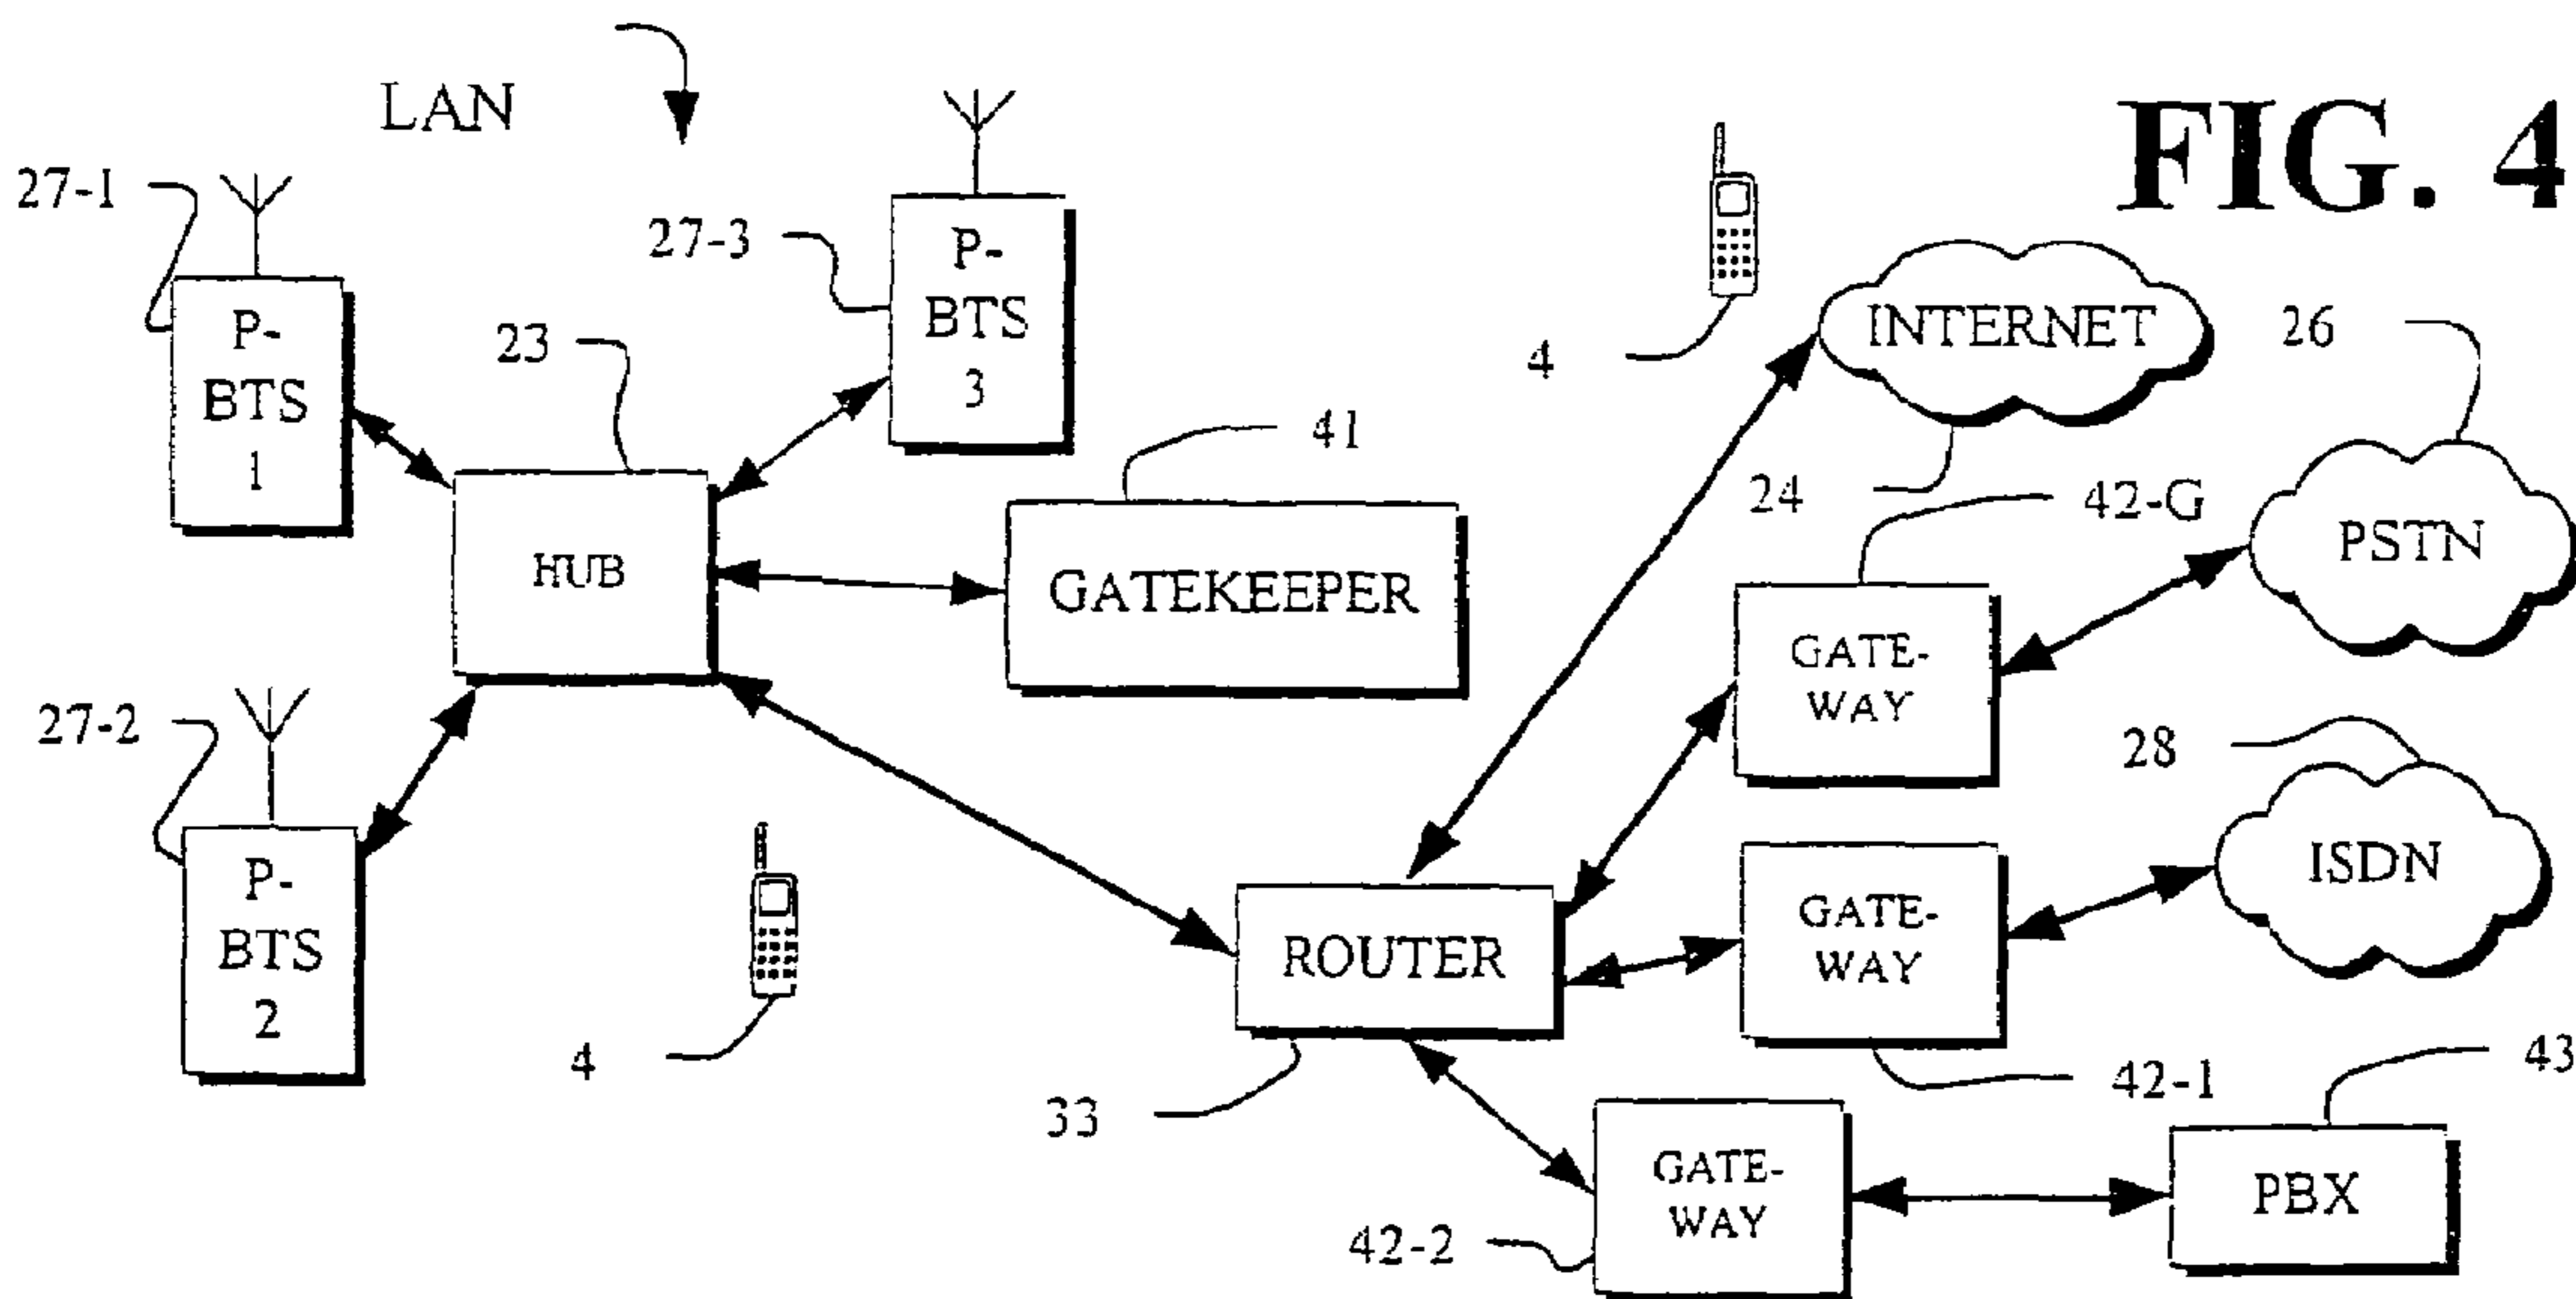 LAN
FIG. 4
27-1
P-
BTS
1
27-3
P-
BTS
3
23
HUB
41
GATEKEEPER
4
INTERNET
24
26
PSTN
42-G
GATE-
WAY
27-2
P-
BTS
2
4
ROUTER
33
28
ISDN
GATE-
WAY
42-1
43
GATE-
WAY
42-2
PBX